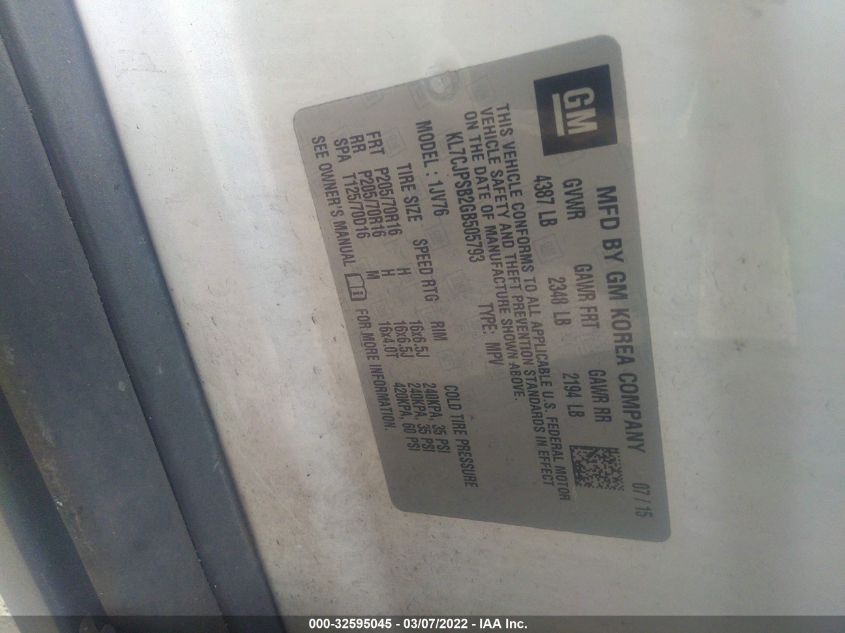 GM
MFD BY GM KOREA COMPANY 07/15
GVWR GAWR FRT GAWR RR
4387 LB 2348 LB 2194 LB
THIS VEHICLE CONFORMS TO ALL APPLICABLE U.S. FEDERAL MOTOR
VEHICLE SAFETY AND THEFT PREVENTION STANDARDS IN EFFECT
ON THE DATE OF MANUFACTURE SHOWN ABOVE.
KL7CJPSB2GB505793 TYPE: MPV
MODEL: 1JV76
TIRE SIZE SPEED RTG RIM COLD TIRE PRESSURE
FRT P205/70R16 H 16x6.5J 240KPA, 35 PSI
RR P205/70R16 H 16x6.5J 240KPA, 35 PSI
SPA T125/70D16 M 16x4.0T 420KPA, 60 PSI
SEE OWNER'S MANUAL FOR MORE INFORMATION.
000-32595045 - 03/07/2022 - IAA Inc.